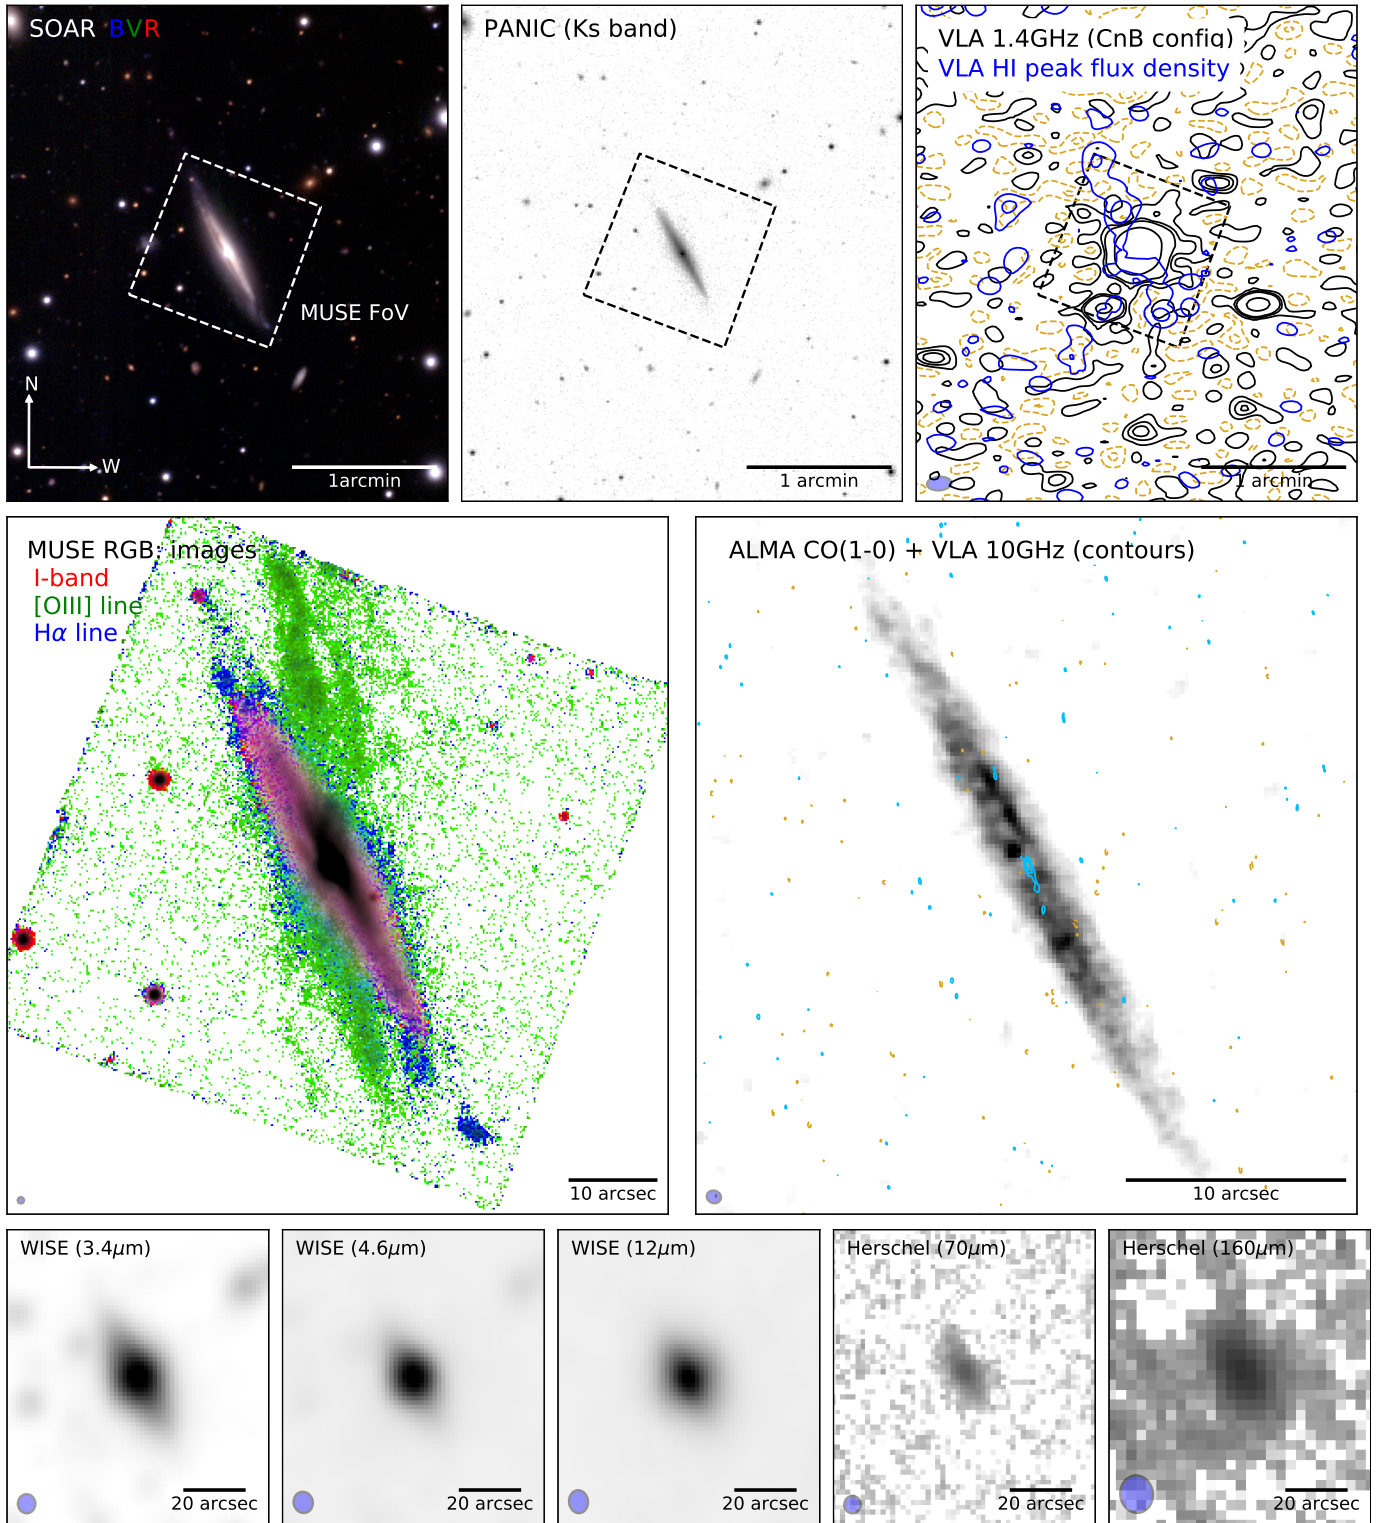 SOAR BVR
N
W
MUSE FoV
1arcmin
PANIC (Ks band)
1 arcmin
VLA 1.4GHz (CnB config)
VLA HI peak flux density
1 arcmin
MUSE RGB: images
I-band
[OIII] line
Hα line
10 arcsec
ALMA CO(1-0) + VLA 10GHz (contours)
10 arcsec
WISE (3.4μm)
20 arcsec
WISE (4.6μm)
20 arcsec
WISE (12μm)
20 arcsec
Herschel (70μm)
20 arcsec
Herschel (160μm)
20 arcsec